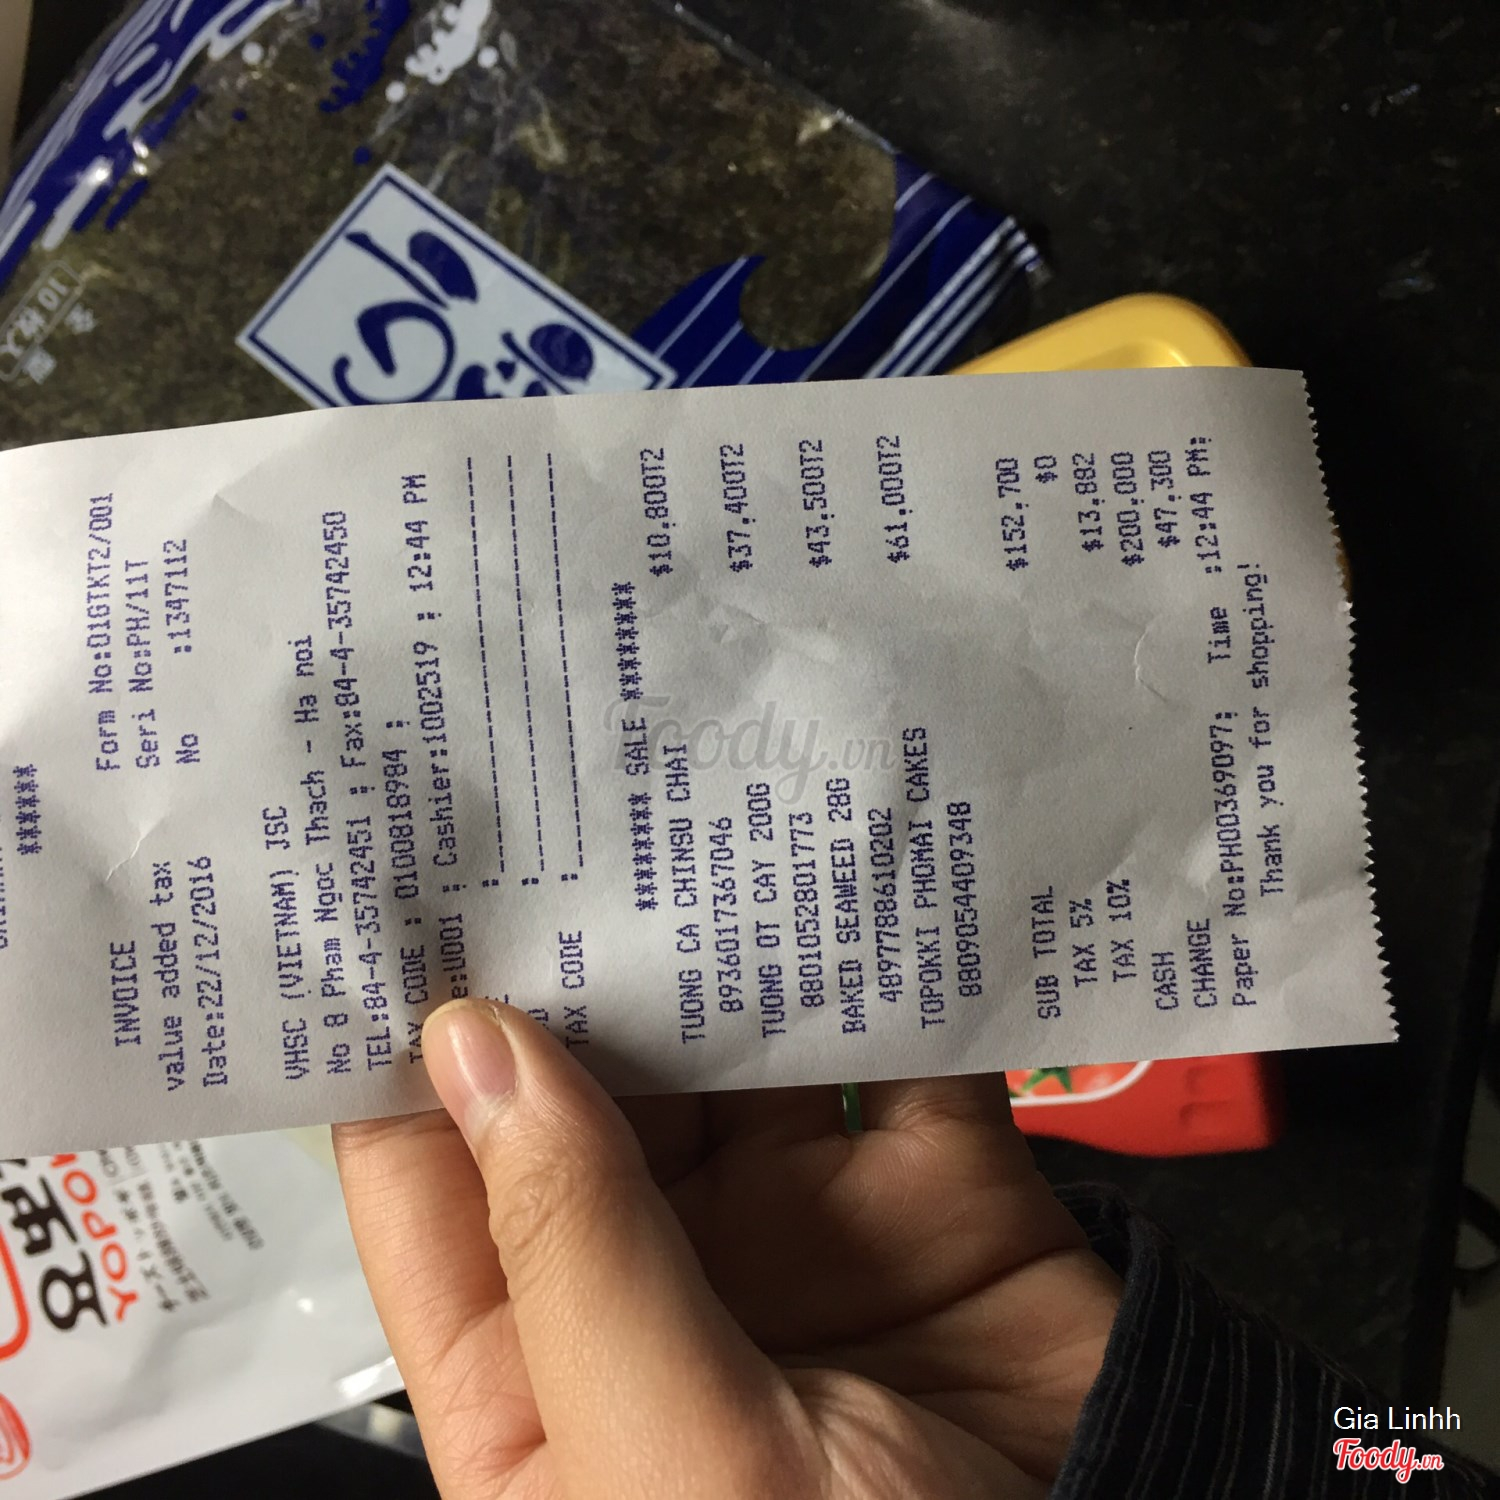 *****
INVOICE Form No:01GTKT2/001
value added tax Seri No:PH/11T
Date:22/12/2016 No :1347112
VHSC (VIETNAM) JSC
No 8 Pham Ngoc Thach - Ha noi
TEL:84-4-35742451 ; Fax:84-4-35742450
TAX CODE : 0100818984 ;
e:U001 : Cashier:1002519 ; 12:44 PM
TAX CODE :
******* SALE ********
TUONG CA CHINSU CHAI $10.800T2
8936017367046
TUONG OT CAY 200G $37.400T2
8801052801773
BAKED SEAWEED 28G $43.500T2
4897788610202
TOPOKKI PHOMAI CAKES $61.000T2
8809054409348
SUB TOTAL $152.700
TAX 5% $0
TAX 10% $13.882
CASH $200.000
CHANGE $47.300
Paper No:PH00369097; Time :12:44 PM;
Thank you for shopping!
Foody.vn
YOPOK
Gia Linhh
Foody.vn